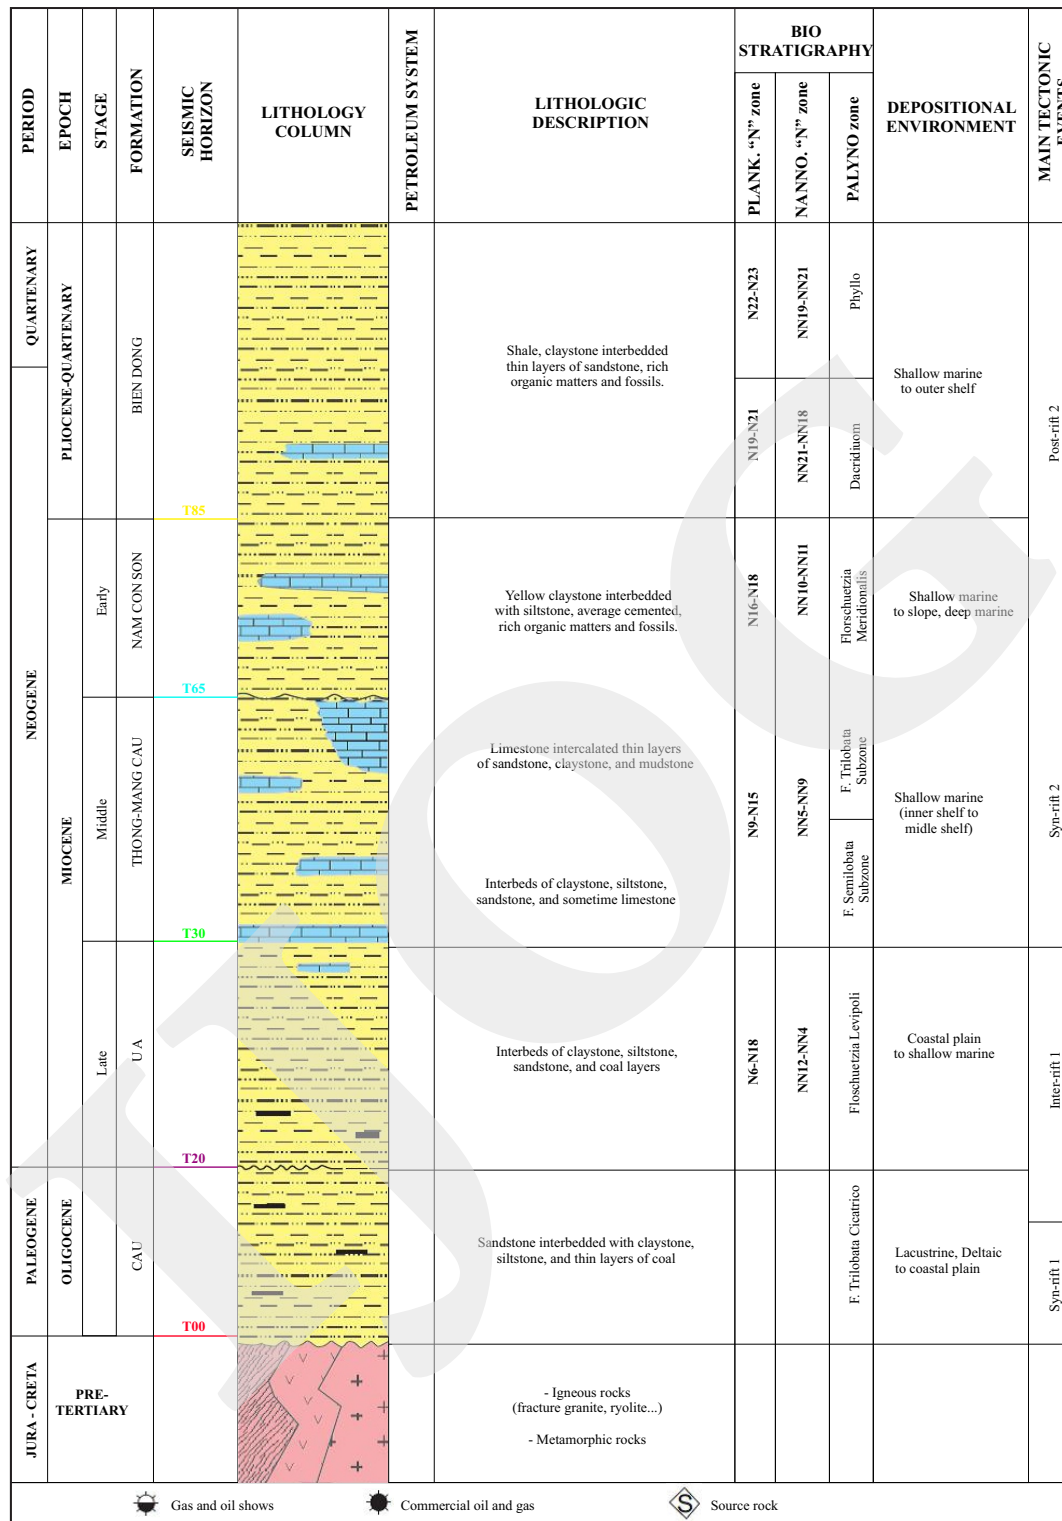 PERIOD
EPOCH
STAGE
FORMATION
SEISMIC
HORIZON
LITHOLOGY
COLUMN
PETROLEUM SYSTEM
LITHOLOGIC
DESCRIPTION
BIO
STRATIGRAPHY
PLANK. “N” zone
NANNO. “N” zone
PALYNO zone
DEPOSITIONAL
ENVIRONMENT
MAIN TECTONIC
EVENTS
QUARTENARY
PLIOCENE-QUARTENARY
BIEN DONG
Shale, claystone interbedded
thin layers of sandstone, rich
organic matters and fossils.
N22-N23
NN19-NN21
Phyllo
N19-N21
NN21-NN18
Dacridiuom
Shallow marine
to outer shelf
Post-rift 2
T85
NEOGENE
MIOCENE
Early
NAM CON SON
Yellow claystone interbedded
with siltstone, average cemented,
rich organic matters and fossils.
N16-N18
NN10-NN11
Florschuetzia
Meridionalis
Shallow marine
to slope, deep marine
T65
Middle
THONG-MANG CAU
Limestone intercalated thin layers
of sandstone, claystone, and mudstone
Interbeds of claystone, siltstone,
sandstone, and sometime limestone
N9-N15
NN5-NN9
F. Trilobata
Subzone
F. Semilobata
Subzone
Shallow marine
(inner shelf to
midle shelf)
Syn-rift 2
T30
Late
U A
Interbeds of claystone, siltstone,
sandstone, and coal layers
N6-N18
NN12-NN4
Floschuetzia Levipoli
Coastal plain
to shallow marine
Inter-rift 1
T20
PALEOGENE
OLIGOCENE
CAU
Sandstone interbedded with claystone,
siltstone, and thin layers of coal
F. Trilobata Cicatrico
Lacustrine, Deltaic
to coastal plain
Syn-rift 1
T00
JURA - CRETA
PRE-
TERTIARY
- Igneous rocks
(fracture granite, ryolite...)
- Metamorphic rocks
Gas and oil shows
Commercial oil and gas
S
Source rock
IJOG